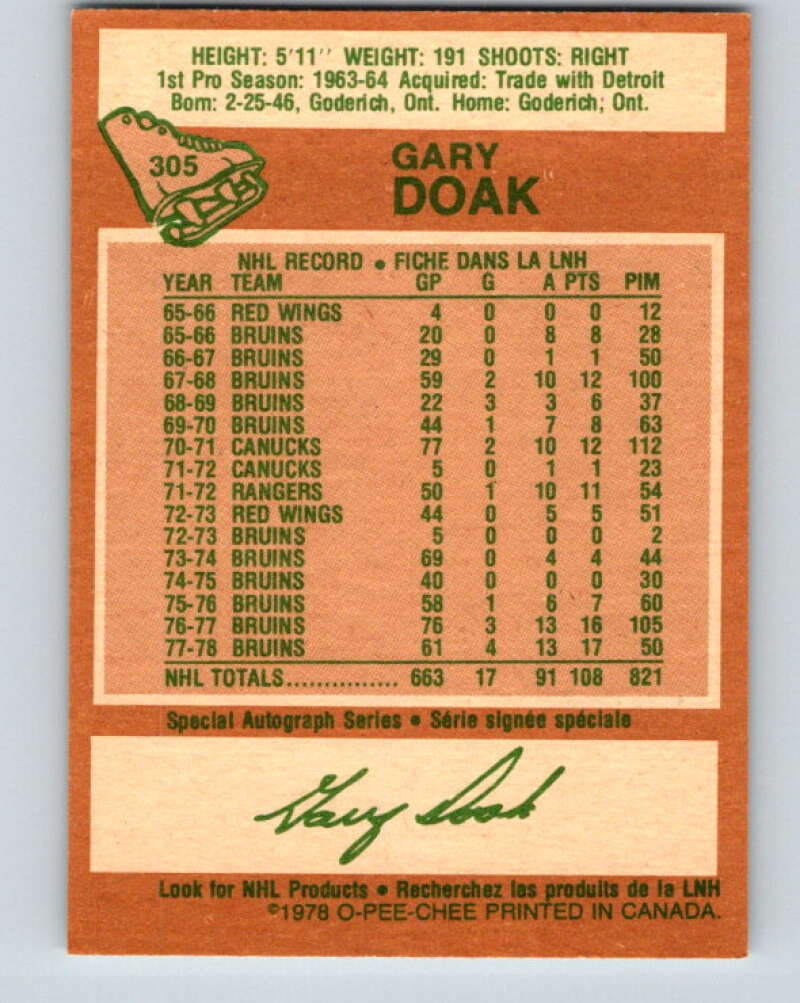 HEIGHT: 5'11'' WEIGHT: 191 SHOOTS: RIGHT
1st Pro Season: 1963-64 Acquired: Trade with Detroit
Born: 2-25-46, Goderich, Ont. Home: Goderich; Ont.
305
GARY
DOAK
NHL RECORD • FICHE DANS LA LNH
YEAR TEAM GP G A PTS PIM
65-66 RED WINGS 4 0 0 0 12
65-66 BRUINS 20 0 8 8 28
66-67 BRUINS 29 0 1 1 50
67-68 BRUINS 59 2 10 12 100
68-69 BRUINS 22 3 3 6 37
69-70 BRUINS 44 1 7 8 63
70-71 CANUCKS 77 2 10 12 112
71-72 CANUCKS 5 0 1 1 23
71-72 RANGERS 50 1 10 11 54
72-73 RED WINGS 44 0 5 5 51
72-73 BRUINS 5 0 0 0 2
73-74 BRUINS 69 0 4 4 44
74-75 BRUINS 40 0 0 0 30
75-76 BRUINS 58 1 6 7 60
76-77 BRUINS 76 3 13 16 105
77-78 BRUINS 61 4 13 17 50
NHL TOTALS............... 663 17 91 108 821
Special Autograph Series • Série signée spéciale
Gary Doak
Look for NHL Products • Recherchez les produits de la LNH
©1978 O-PEE-CHEE PRINTED IN CANADA.